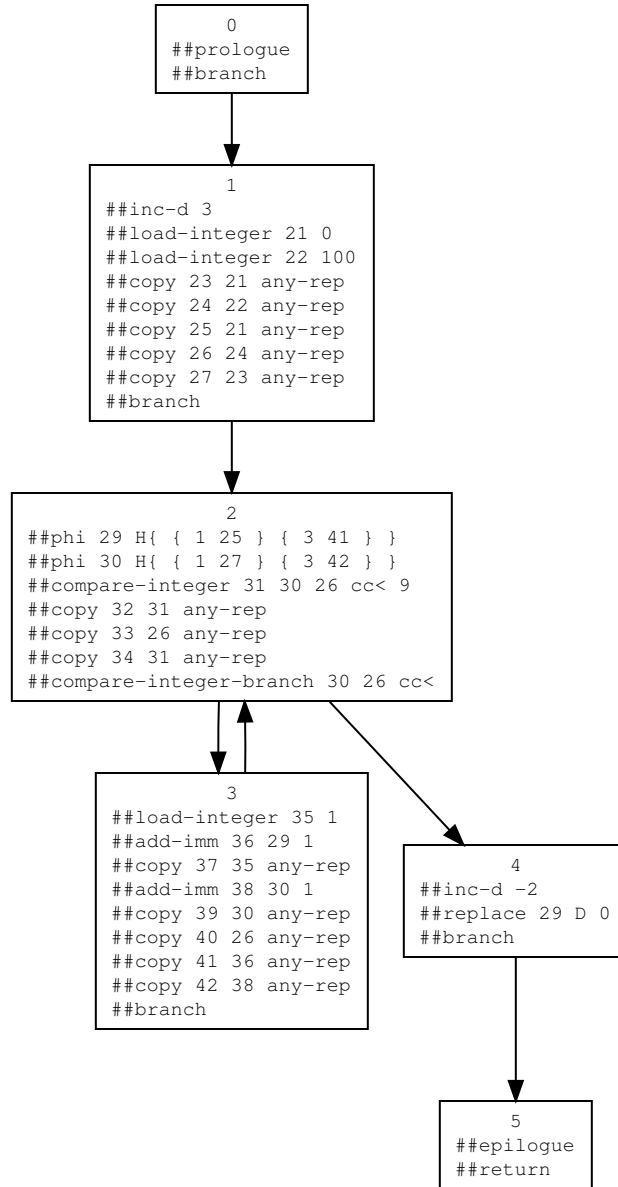 0
##prologue
##branch
1
##inc-d 3
##load-integer 21 0
##load-integer 22 100
##copy 23 21 any-rep
##copy 24 22 any-rep
##copy 25 21 any-rep
##copy 26 24 any-rep
##copy 27 23 any-rep
##branch
2
##phi 29 H{ { 1 25 } { 3 41 } }
##phi 30 H{ { 1 27 } { 3 42 } }
##compare-integer 31 30 26 cc< 9
##copy 32 31 any-rep
##copy 33 26 any-rep
##copy 34 31 any-rep
##compare-integer-branch 30 26 cc<
3
##load-integer 35 1
##add-imm 36 29 1
##copy 37 35 any-rep
##add-imm 38 30 1
##copy 39 30 any-rep
##copy 40 26 any-rep
##copy 41 36 any-rep
##copy 42 38 any-rep
##branch
4
##inc-d -2
##replace 29 D 0
##branch
5
##epilogue
##return